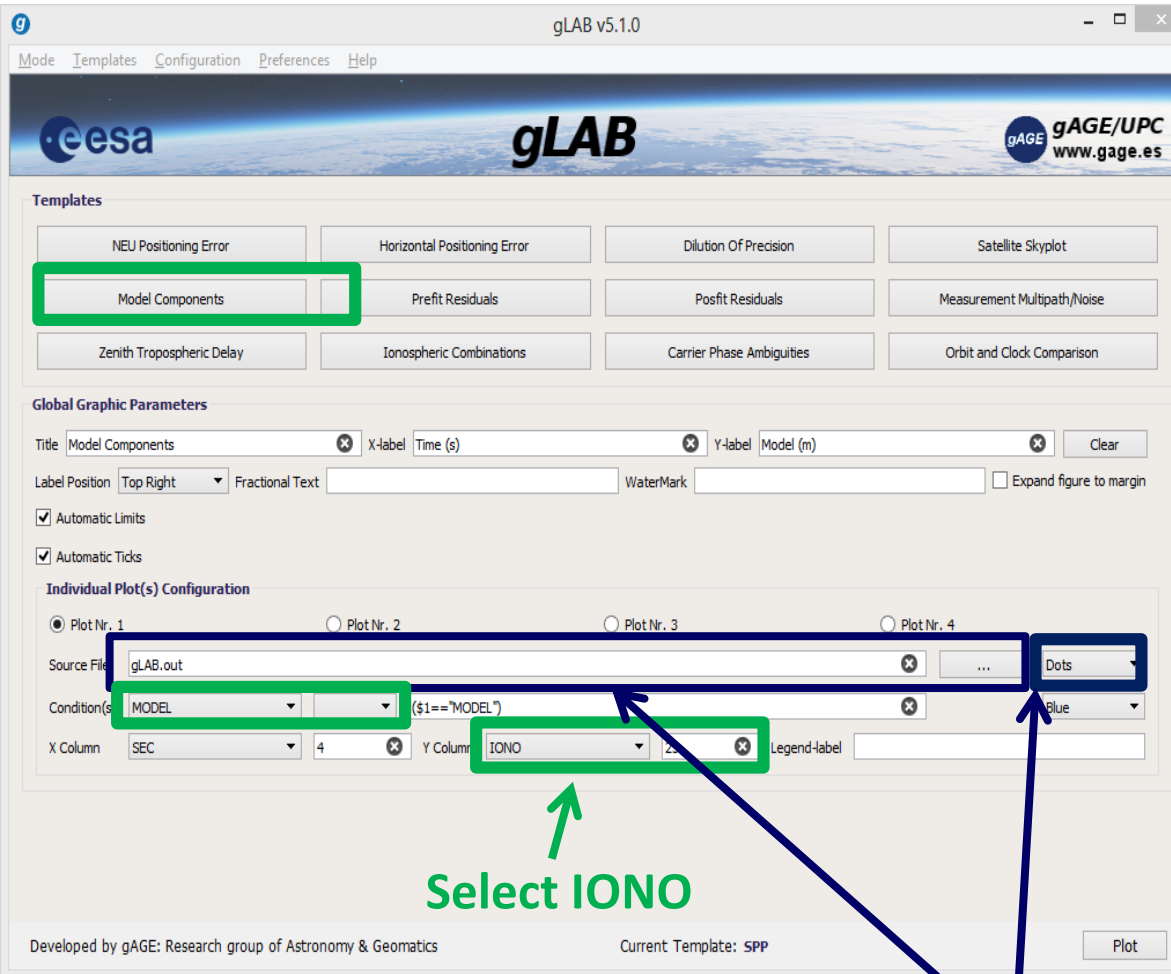 gLAB v5.1.0
Mode Templates Configuration Preferences Help
esa gLAB gAGE gAGE/UPC
www.gage.es
Templates
NEU Positioning Error Horizontal Positioning Error Dilution Of Precision Satellite Skyplot
Model Components Prefit Residuals Posfit Residuals Measurement Multipath/Noise
Zenith Tropospheric Delay Ionospheric Combinations Carrier Phase Ambiguities Orbit and Clock Comparison
Global Graphic Parameters
Title Model Components X-label Time (s) Y-label Model (m) Clear
Label Position Top Right Fractional Text WaterMark Expand figure to margin
Automatic Limits
Automatic Ticks
Individual Plot(s) Configuration
Plot Nr. 1 Plot Nr. 2 Plot Nr. 3 Plot Nr. 4
Source File gLAB.out ... Dots
Condition(s MODEL ($1=="MODEL") Blue
X Column SEC 4 Y Column IONO Legend-label
Select IONO
Developed by gAGE: Research group of Astronomy & Geomatics Current Template: SPP Plot